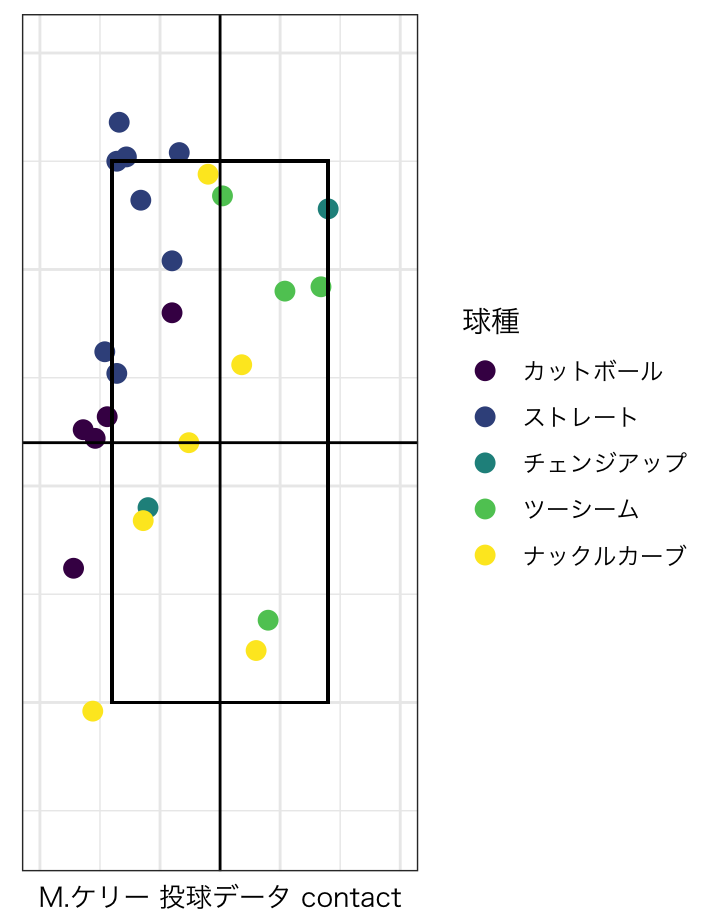 球種
カットボール
ストレート
チェンジアップ
ツーシーム
ナックルカーブ
M.ケリー 投球データ contact